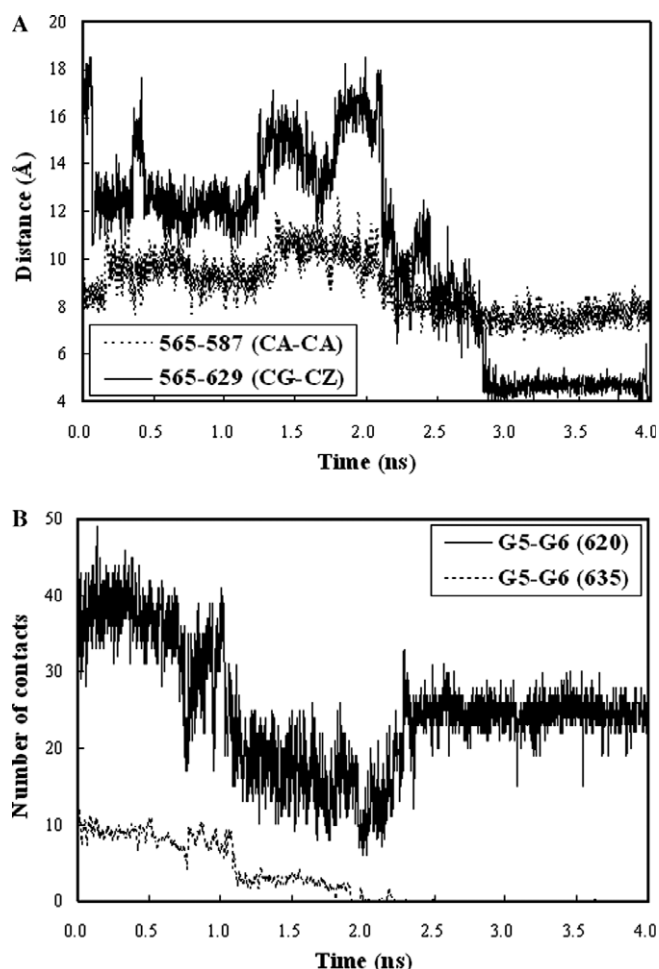 A
20
18
16
14
12
10
8
6
4
Distance (Å)
565-587 (CA-CA)
565-629 (CG-CZ)
0.0 0.5 1.0 1.5 2.0 2.5 3.0 3.5 4.0
Time (ns)
B
50
40
30
20
10
0
Number of contacts
G5-G6 (620)
G5-G6 (635)
0.0 0.5 1.0 1.5 2.0 2.5 3.0 3.5 4.0
Time (ns)